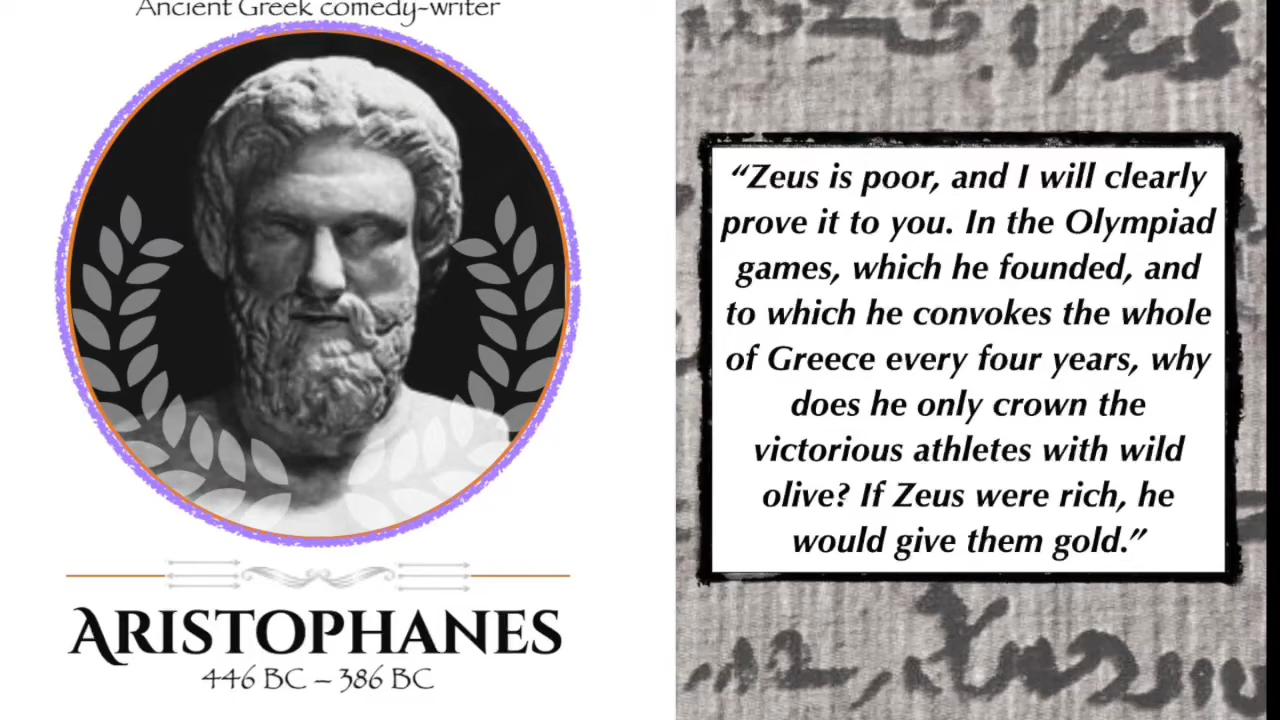 Ancient Greek comedy-writer
ARISTOPHANES
446 BC – 386 BC
“Zeus is poor, and I will clearly
prove it to you. In the Olympiad
games, which he founded, and
to which he convokes the whole
of Greece every four years, why
does he only crown the
victorious athletes with wild
olive? If Zeus were rich, he
would give them gold.”